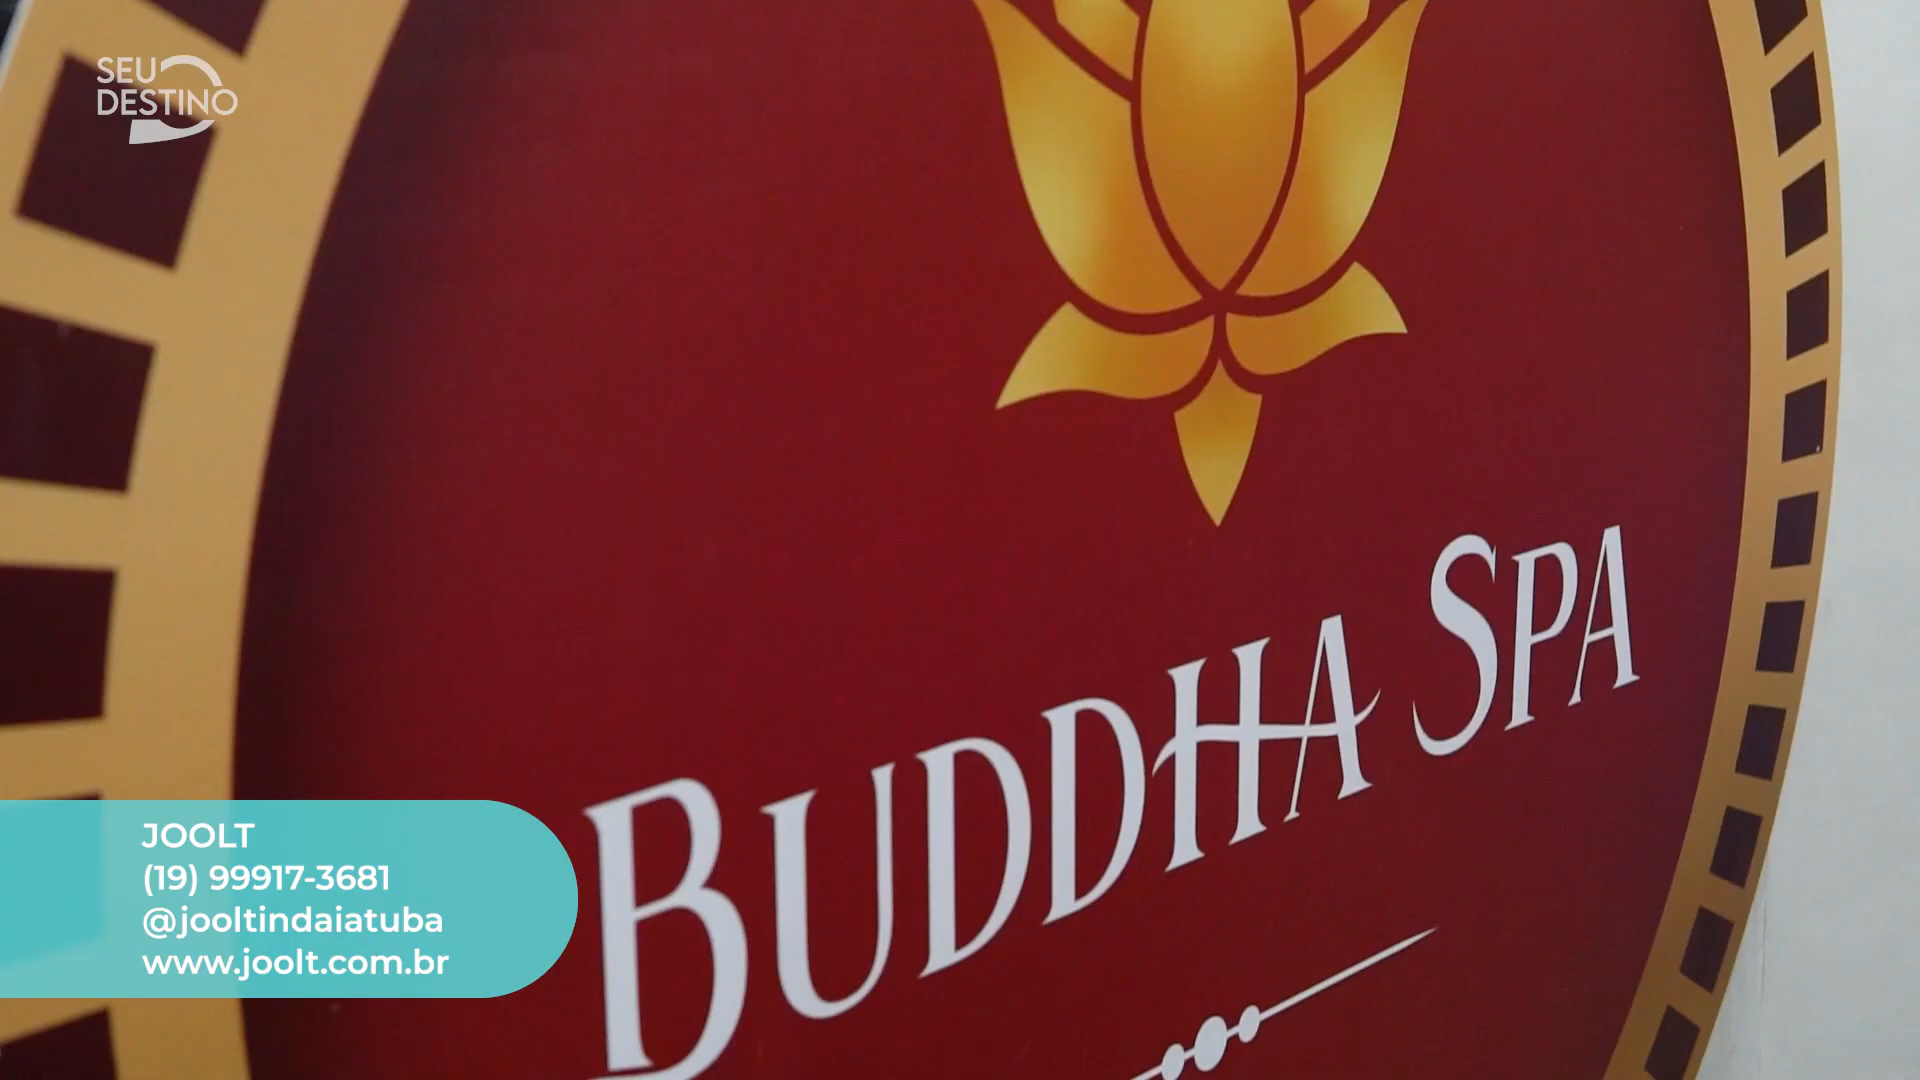 SEU
DESTINO
BUDDHA SPA
JOOLT
(19) 99917-3681
@jooltindaiatuba
www.joolt.com.br